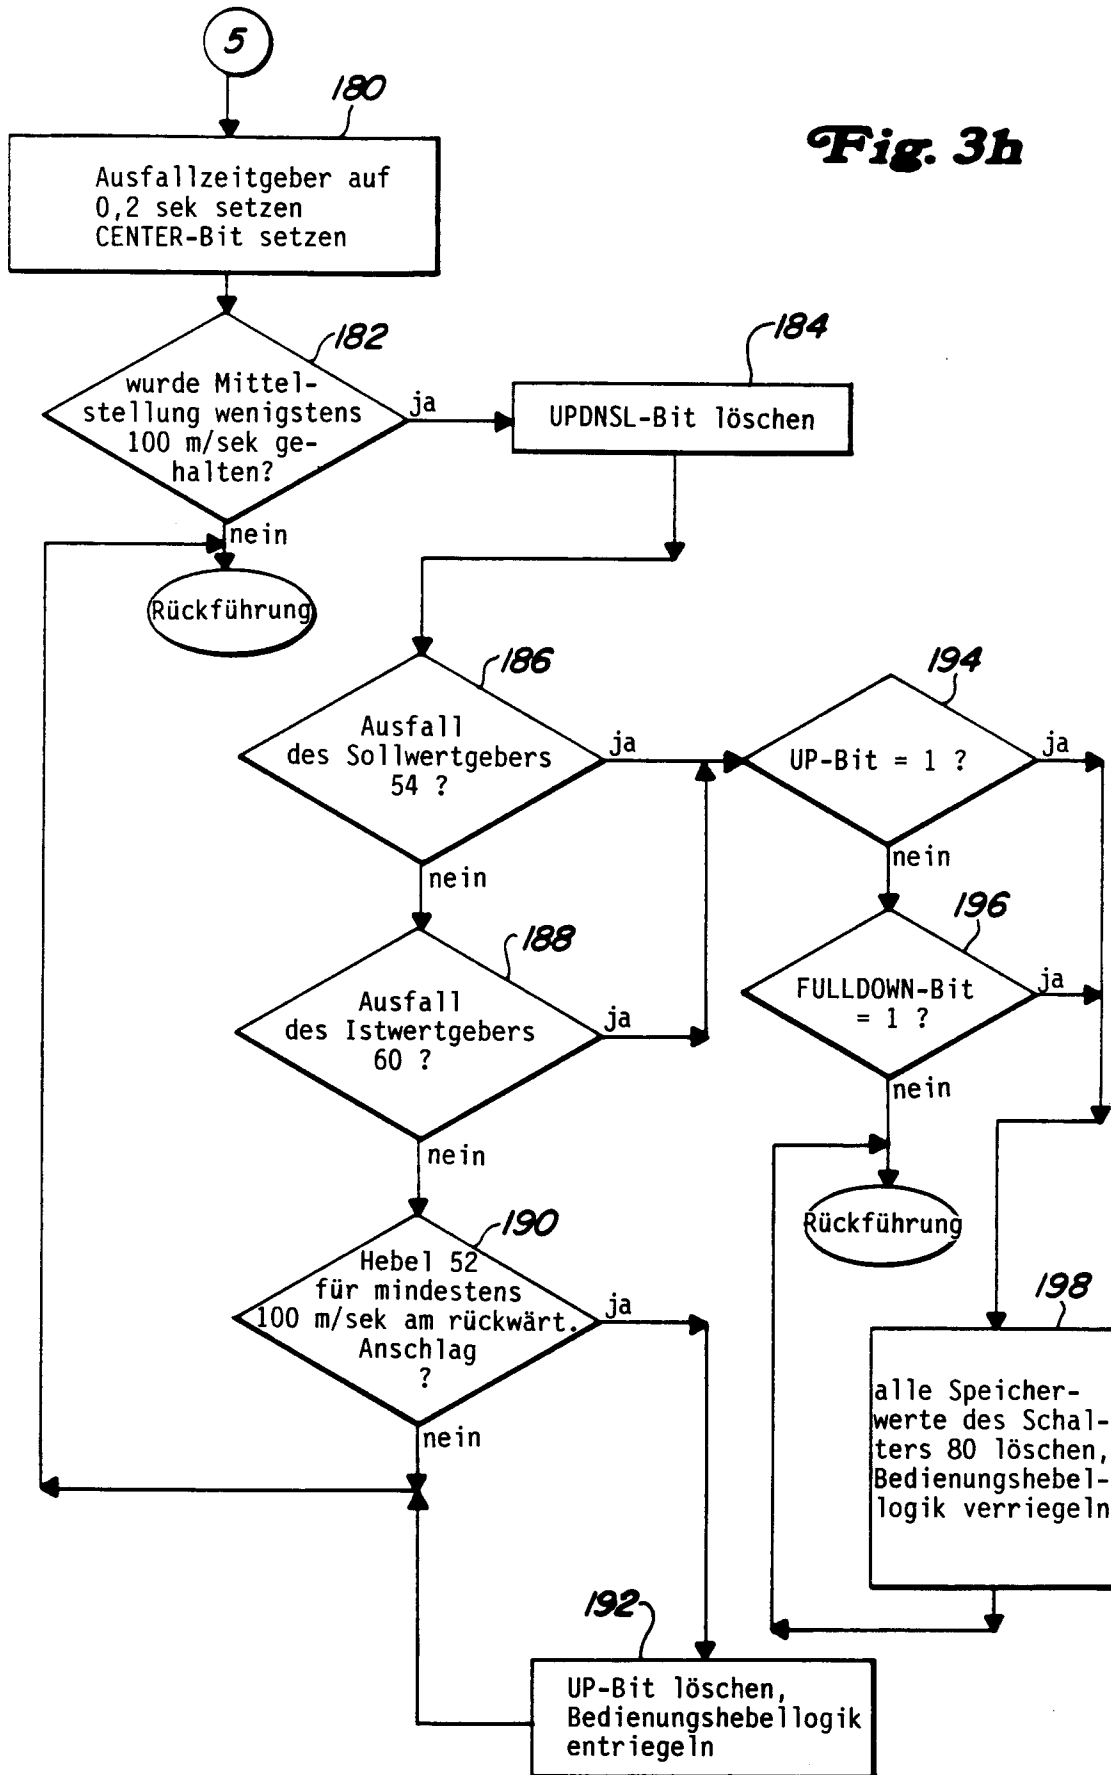 5
180
Fig. 3h
Ausfallzeitgeber auf
0,2 sek setzen
CENTER-Bit setzen
182
wurde Mittel-
stellung wenigstens
100 m/sek ge-
halten?
ja
nein
Rückführung
184
UPDNSL-Bit löschen
186
Ausfall
des Sollwertgebers
54 ?
ja
nein
194
UP-Bit = 1 ?
ja
nein
188
Ausfall
des Istwertgebers
60 ?
ja
nein
196
FULLDOWN-Bit
= 1 ?
ja
nein
Rückführung
190
Hebel 52
für mindestens
100 m/sek am rückwärt.
Anschlag
?
ja
nein
198
alle Speicher-
werte des Schal-
ters 80 löschen,
Bedienungshebel-
logik verriegeln
192
UP-Bit löschen,
Bedienungshebellogik
entriegeln